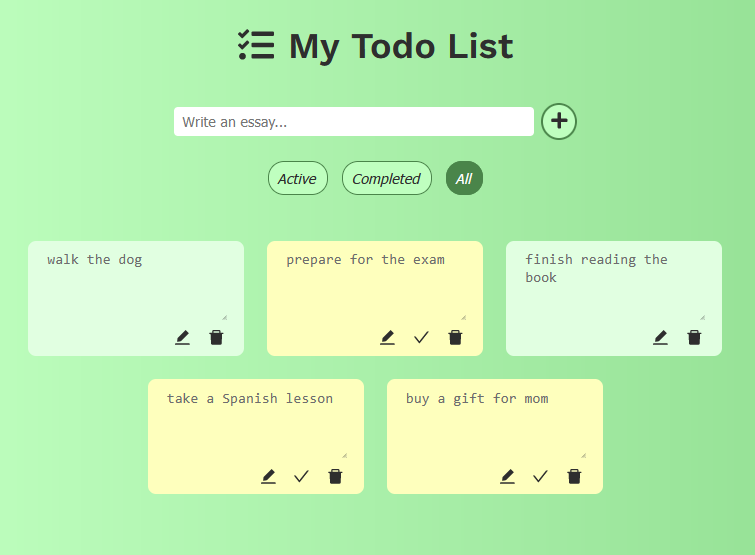 My Todo List
Write an essay...
Active Completed All
walk the dog
prepare for the exam
finish reading the
book
take a Spanish lesson
buy a gift for mom